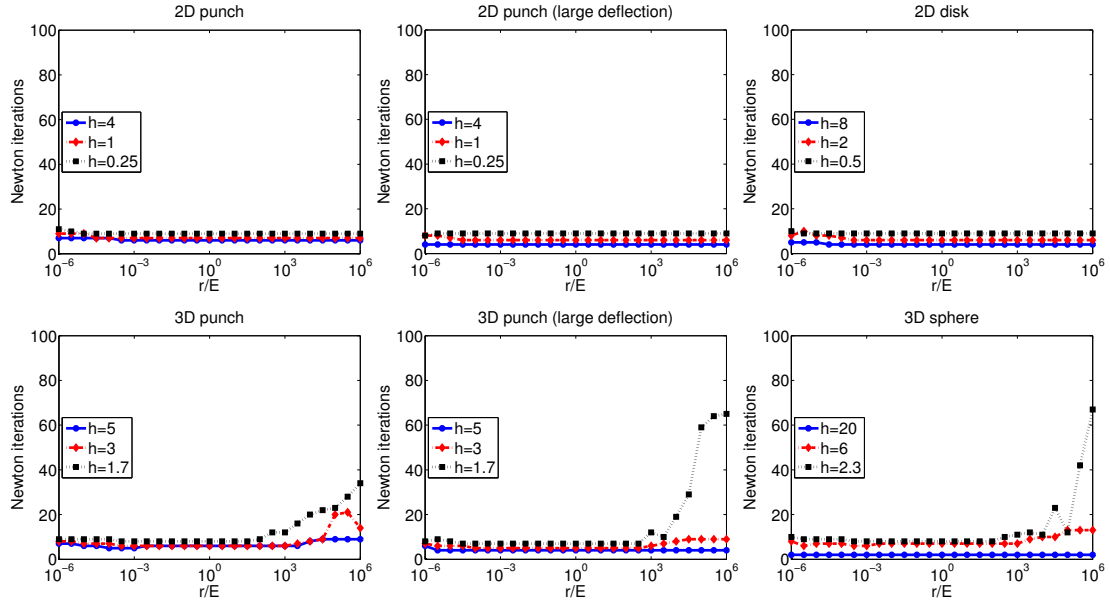 2D punch
100
80
60
40
20
0
Newton iterations
h=4
h=1
h=0.25
10^−6
10^−3
10^0
10^3
10^6
r/E
2D punch (large deflection)
100
80
60
40
20
0
Newton iterations
h=4
h=1
h=0.25
10^−6
10^−3
10^0
10^3
10^6
r/E
2D disk
100
80
60
40
20
0
Newton iterations
h=8
h=2
h=0.5
10^−6
10^−3
10^0
10^3
10^6
r/E
3D punch
100
80
60
40
20
0
Newton iterations
h=5
h=3
h=1.7
10^−6
10^−3
10^0
10^3
10^6
r/E
3D punch (large deflection)
100
80
60
40
20
0
Newton iterations
h=5
h=3
h=1.7
10^−6
10^−3
10^0
10^3
10^6
r/E
3D sphere
100
80
60
40
20
0
Newton iterations
h=20
h=6
h=2.3
10^−6
10^−3
10^0
10^3
10^6
r/E